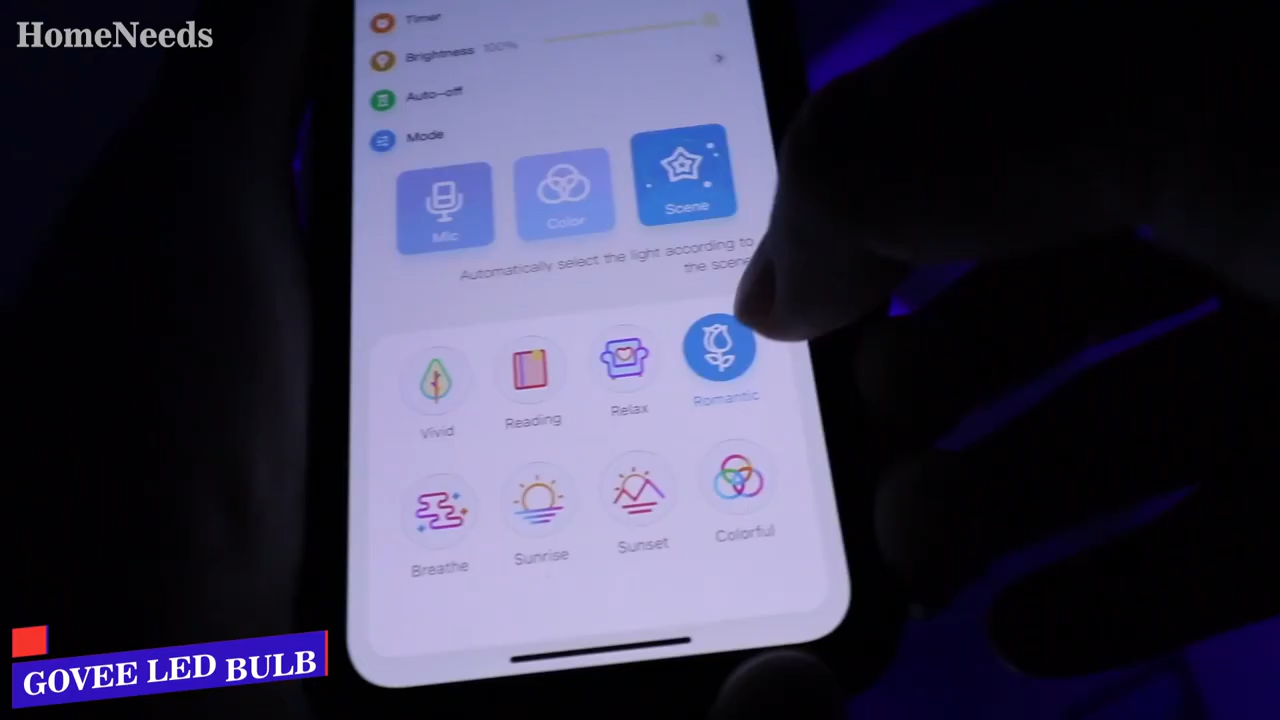 HomeNeeds
Timer
Brightness 100%
Auto-off
Mode
Mic
Color
Scene
Automatically select the light according to
the scene
Vivid
Reading
Relax
Romantic
Breathe
Sunrise
Sunset
Colorful
GOVEE LED BULB